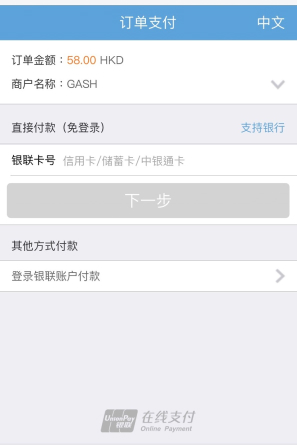 订单支付 中文
订单金额：58.00 HKD
商户名称：GASH
直接付款（免登录） 支持银行
银联卡号 信用卡/储蓄卡/中银通卡
下一步
其他方式付款
登录银联账户付款
UnionPay 银联 在线支付
Online Payment